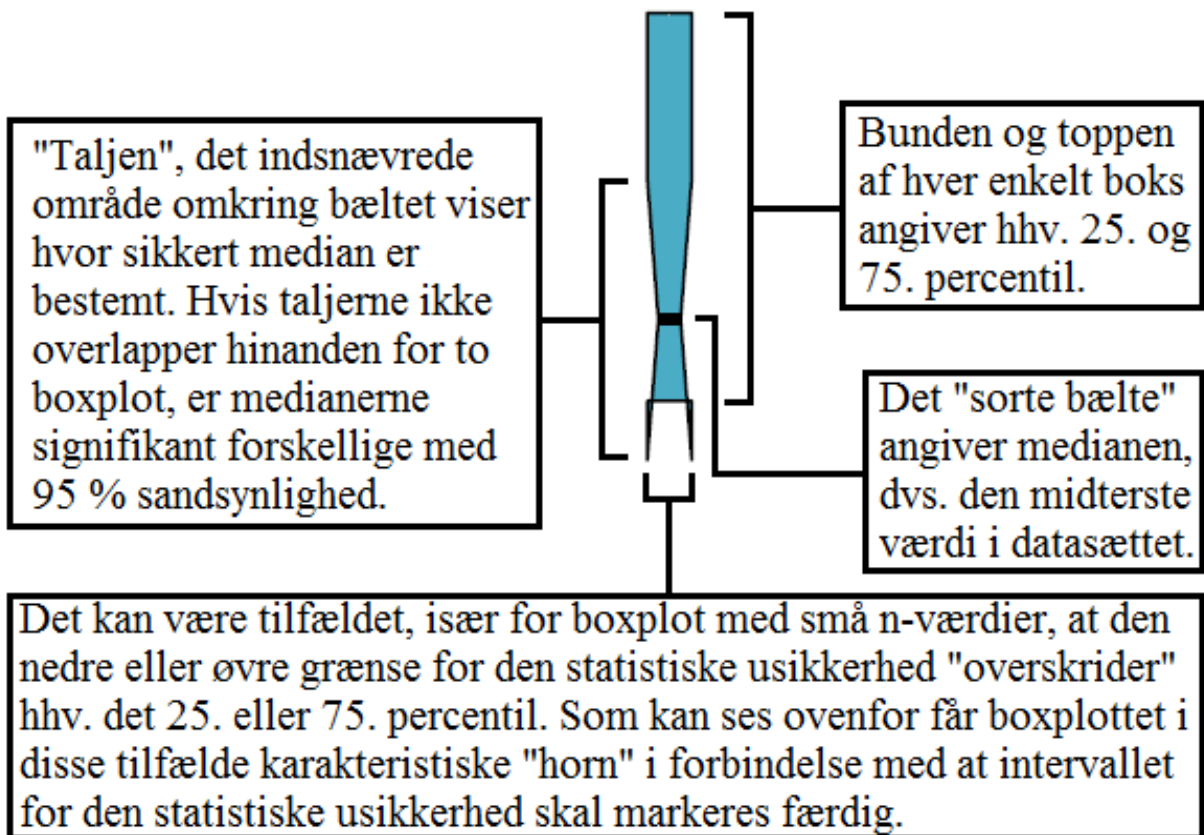 "Taljen", det indsnævrede
område omkring bæltet viser
hvor sikkert median er
bestemt. Hvis taljerne ikke
overlapper hinanden for to
boxplot, er medianerne
signifikant forskellige med
95 % sandsynlighed.
Bunden og toppen
af hver enkelt boks
angiver hhv. 25. og
75. percentil.
Det "sorte bælte"
angiver medianen,
dvs. den midterste
værdi i datasættet.
Det kan være tilfældet, især for boxplot med små n-værdier, at den
nedre eller øvre grænse for den statistiske usikkerhed "overskrider"
hhv. det 25. eller 75. percentil. Som kan ses ovenfor får boxplottet i
disse tilfælde karakteristiske "horn" i forbindelse med at intervallet
for den statistiske usikkerhed skal markeres færdig.